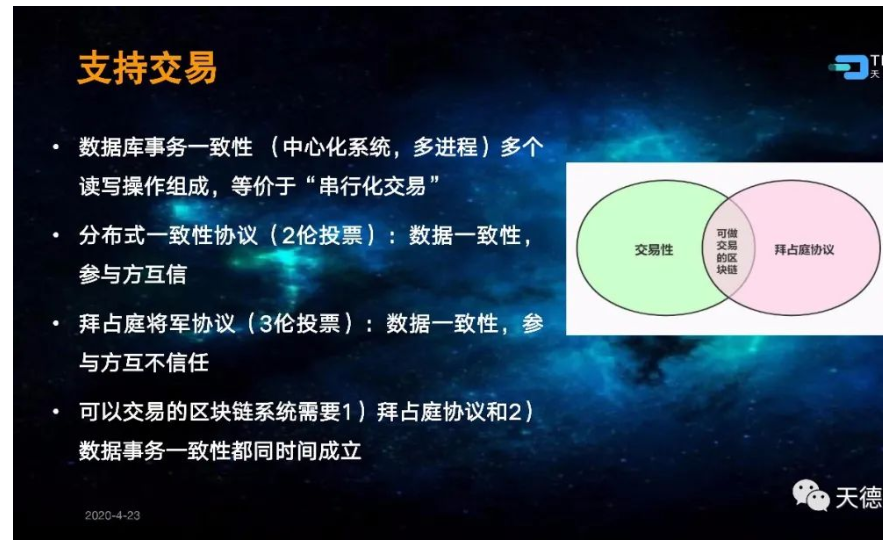 支持交易
TI
天
• 数据库事务一致性 （中心化系统，多进程）多个
读写操作组成，等价于“串行化交易”
• 分布式一致性协议（2伦投票）：数据一致性，
参与方互信
• 拜占庭将军协议（3伦投票）：数据一致性，参
与方互不信任
• 可以交易的区块链系统需要1）拜占庭协议和2）
数据事务一致性都同时间成立
交易性
可做
交易
的区
块链
拜占庭协议
2020-4-23
天德